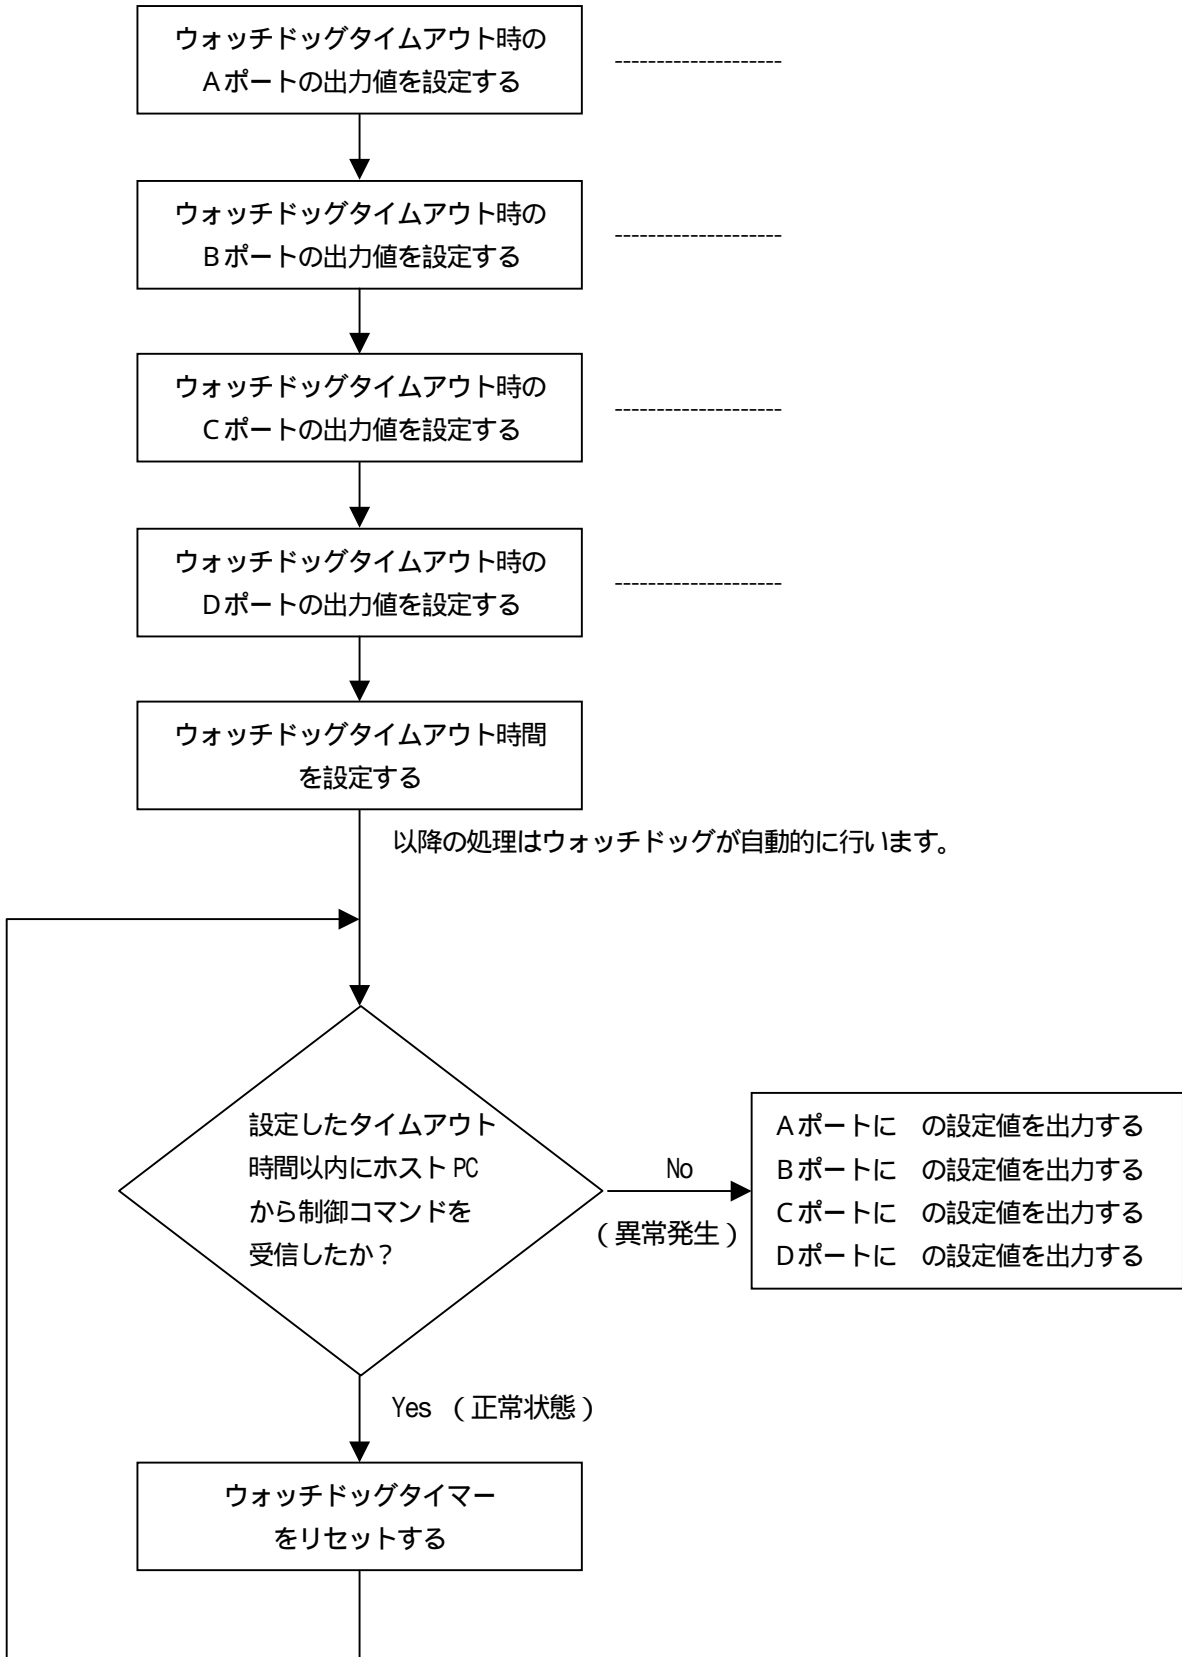 ウォッチドッグタイムアウト時の
Aポートの出力値を設定する
--------------------
ウォッチドッグタイムアウト時の
Bポートの出力値を設定する
--------------------
ウォッチドッグタイムアウト時の
Cポートの出力値を設定する
--------------------
ウォッチドッグタイムアウト時の
Dポートの出力値を設定する
--------------------
ウォッチドッグタイムアウト時間
を設定する
以降の処理はウォッチドッグが自動的に行います。
設定したタイムアウト
時間以内にホスト PC
から制御コマンドを
受信したか?
No
(異常発生)
Aポートに　の設定値を出力する
Bポートに　の設定値を出力する
Cポートに　の設定値を出力する
Dポートに　の設定値を出力する
Yes (正常状態)
ウォッチドッグタイマー
をリセットする